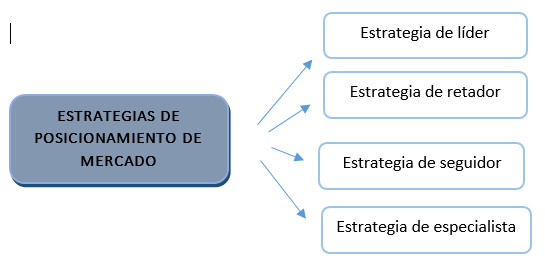 Estrategia de líder
Estrategia de retador
ESTRATEGIAS DE
POSICIONAMIENTO DE
MERCADO
Estrategia de seguidor
Estrategia de especialista